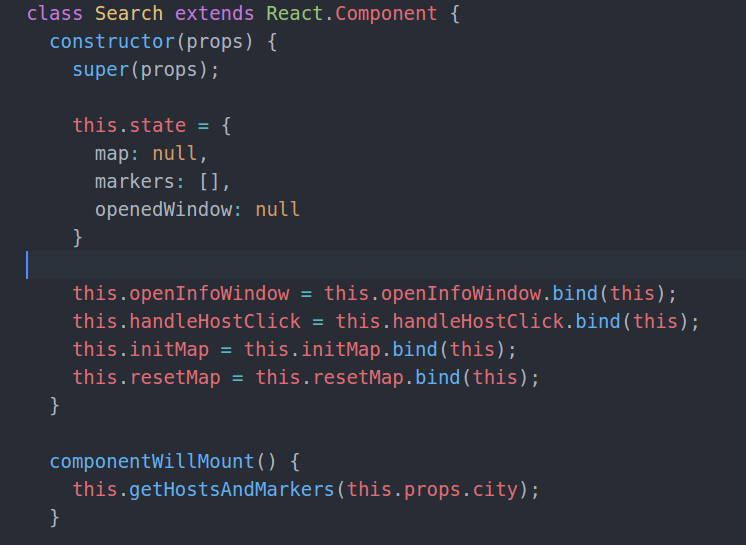 class Search extends React.Component {
  constructor(props) {
    super(props);

    this.state = {
      map: null,
      markers: [],
      openedWindow: null
    }

    this.openInfoWindow = this.openInfoWindow.bind(this);
    this.handleHostClick = this.handleHostClick.bind(this);
    this.initMap = this.initMap.bind(this);
    this.resetMap = this.resetMap.bind(this);
  }

  componentWillMount() {
    this.getHostsAndMarkers(this.props.city);
  }